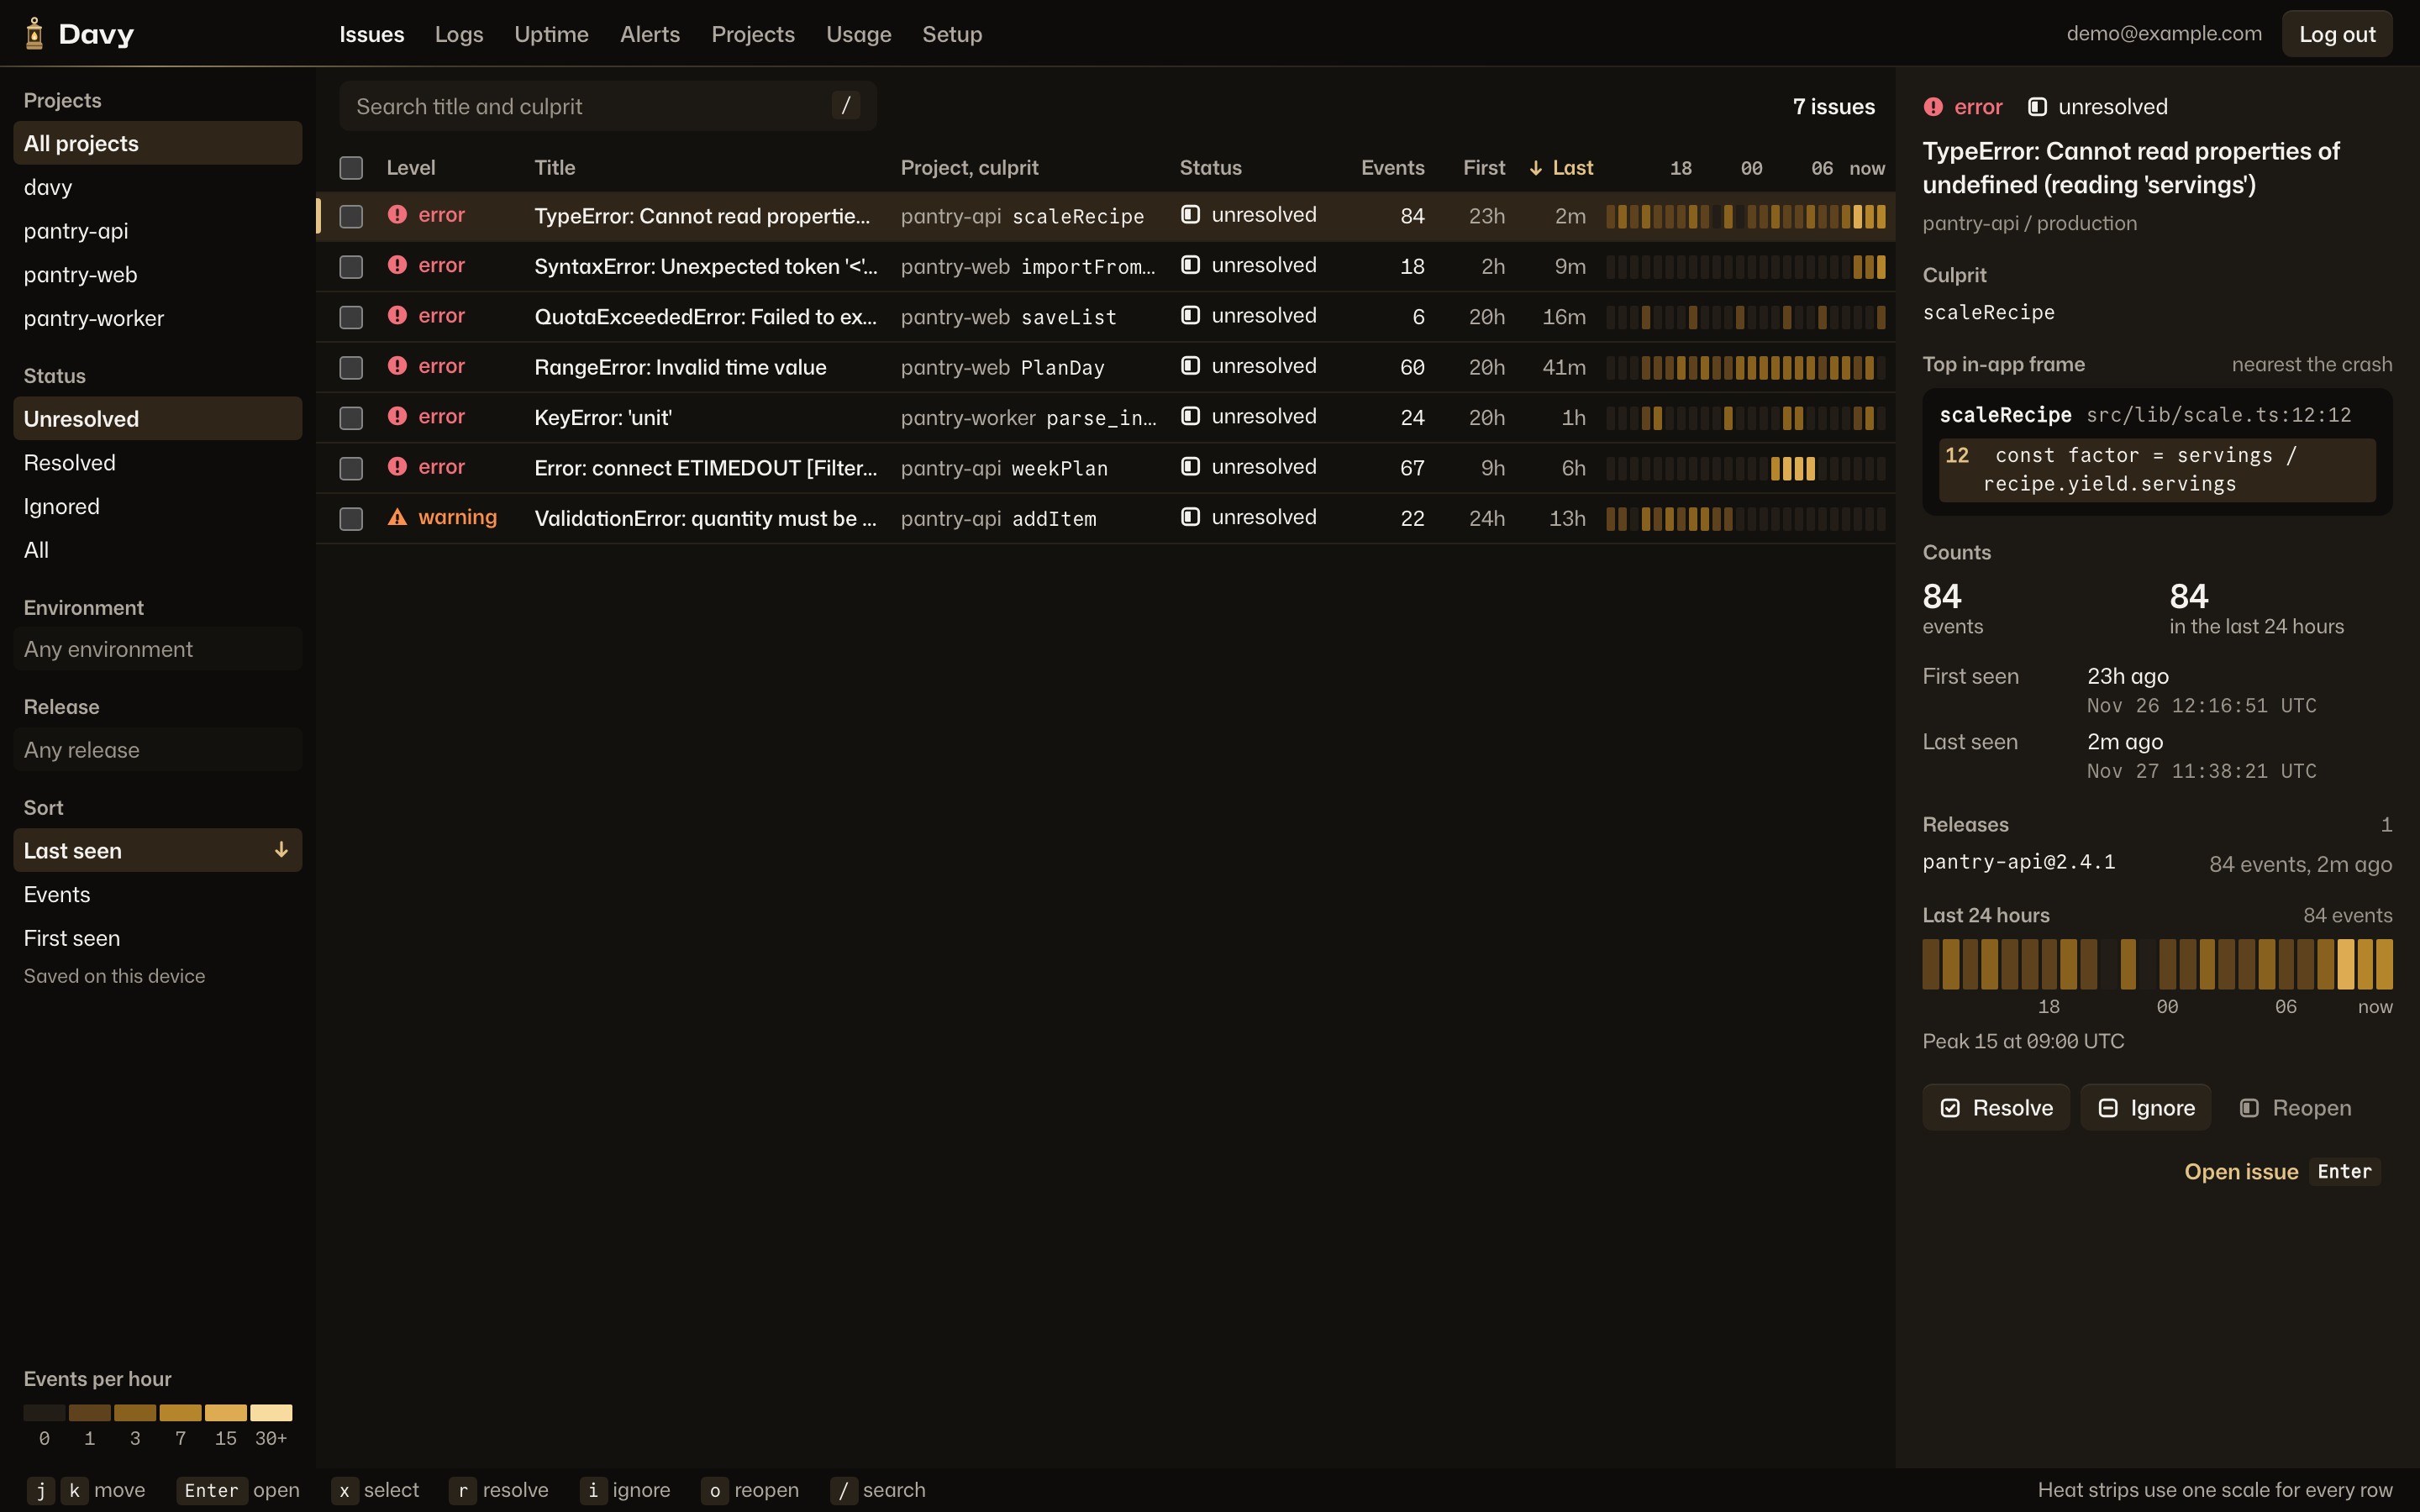 Davy
Issues Logs Uptime Alerts Projects Usage Setup
demo@example.com Log out
Projects
All projects
davy
pantry-api
pantry-web
pantry-worker
Status
Unresolved
Resolved
Ignored
All
Environment
Any environment
Release
Any release
Sort
Last seen ↓
Events
First seen
Saved on this device
Events per hour
0 1 3 7 15 30+
Search title and culprit /
7 issues
Level Title Project, culprit Status Events First ↓ Last 18 00 06 now
error TypeError: Cannot read propertie... pantry-api scaleRecipe unresolved 84 23h 2m
error SyntaxError: Unexpected token '<'... pantry-web importFrom... unresolved 18 2h 9m
error QuotaExceededError: Failed to ex... pantry-web saveList unresolved 6 20h 16m
error RangeError: Invalid time value pantry-web PlanDay unresolved 60 20h 41m
error KeyError: 'unit' pantry-worker parse_in... unresolved 24 20h 1h
error Error: connect ETIMEDOUT [Filter... pantry-api weekPlan unresolved 67 9h 6h
warning ValidationError: quantity must be ... pantry-api addItem unresolved 22 24h 13h
error unresolved
TypeError: Cannot read properties of
undefined (reading 'servings')
pantry-api / production
Culprit
scaleRecipe
Top in-app frame nearest the crash
scaleRecipe src/lib/scale.ts:12:12
12 const factor = servings /
recipe.yield.servings
Counts
84 84
events in the last 24 hours
First seen 23h ago
Nov 26 12:16:51 UTC
Last seen 2m ago
Nov 27 11:38:21 UTC
Releases 1
pantry-api@2.4.1 84 events, 2m ago
Last 24 hours 84 events
18 00 06 now
Peak 15 at 09:00 UTC
Resolve Ignore Reopen
Open issue Enter
j k move Enter open x select r resolve i ignore o reopen / search
Heat strips use one scale for every row